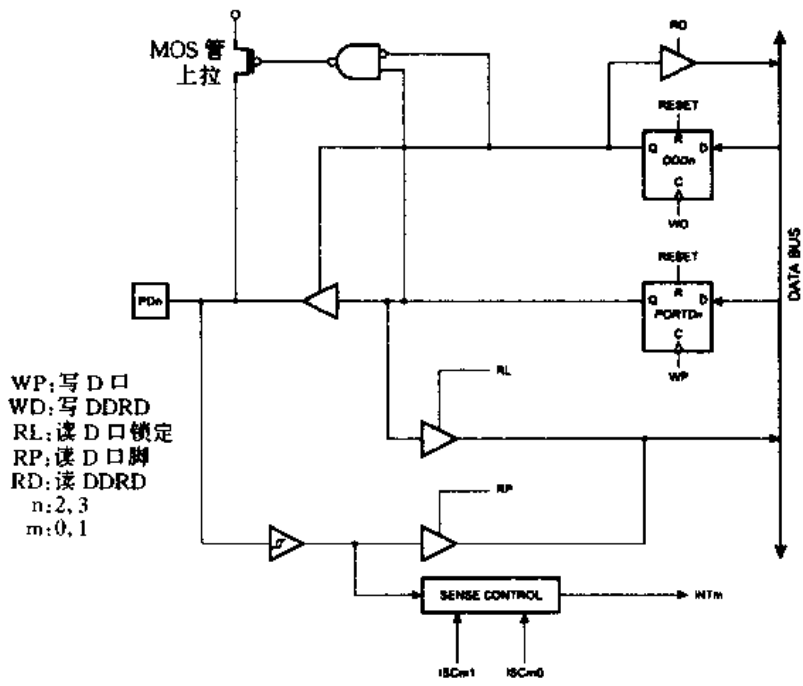 MOS 管
上拉
RD
RESET
R
Q
D
DDDn
C
WD
RESET
R
Q
D
PORTDn
C
WP
DATA BUS
PDn
RL
RP
WP:写 D 口
WD:写 DDRD
RL:读 D 口锁定
RP:读 D 口脚
RD:读 DDRD
n:2,3
m:0,1
SENSE CONTROL
INTm
ISCm1
ISCm0